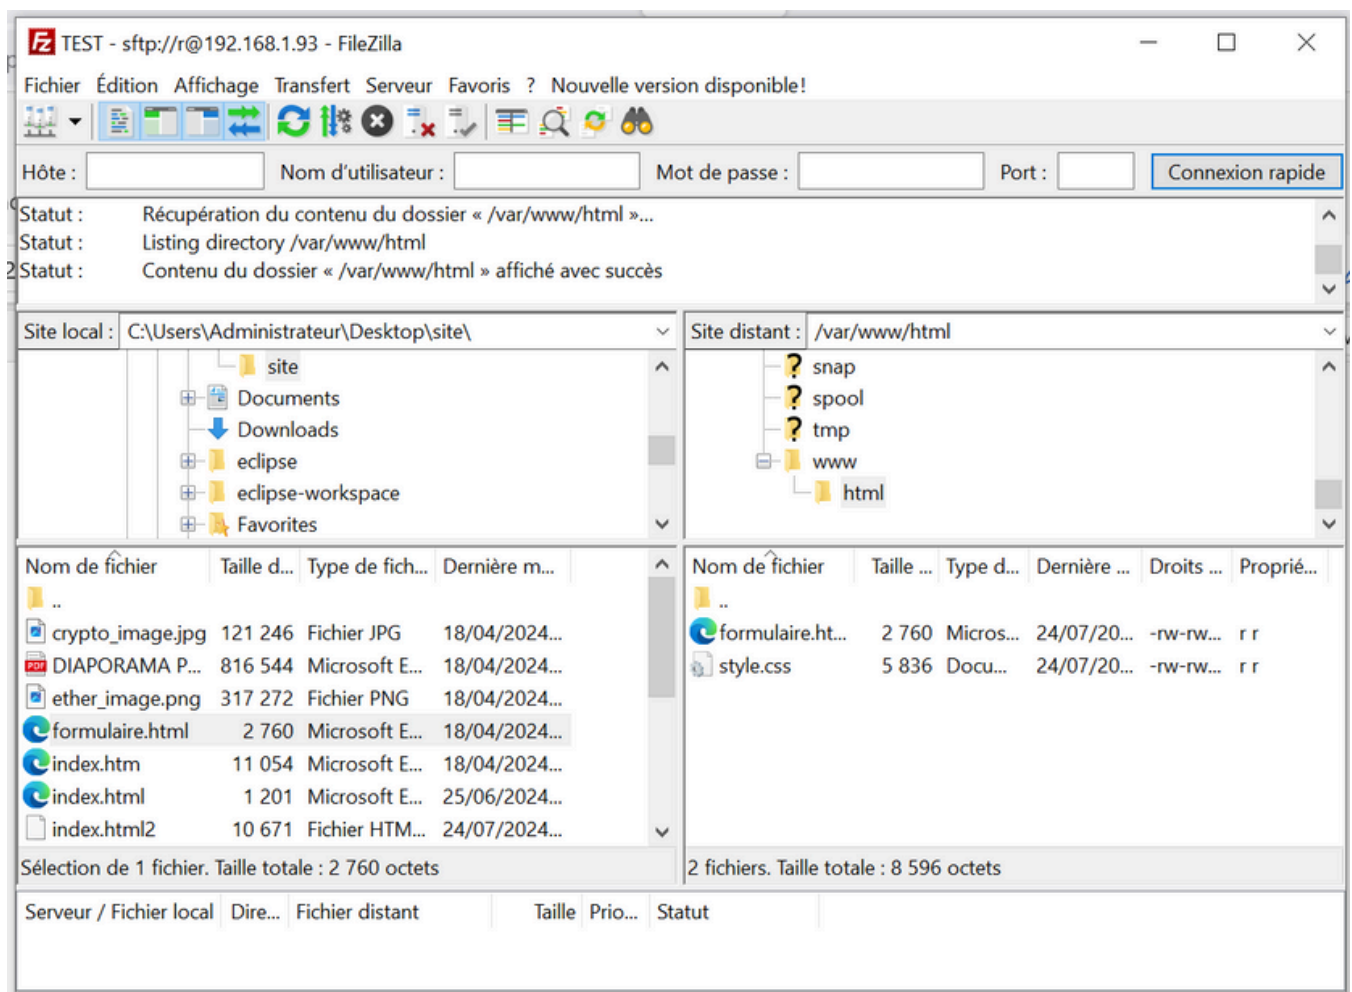 TEST - sftp://r@192.168.1.93 - FileZilla
Fichier Édition Affichage Transfert Serveur Favoris ? Nouvelle version disponible!
Hôte : Nom d'utilisateur : Mot de passe : Port : Connexion rapide
Statut : Récupération du contenu du dossier « /var/www/html »...
Statut : Listing directory /var/www/html
Statut : Contenu du dossier « /var/www/html » affiché avec succès
Site local : C:\Users\Administrateur\Desktop\site\
site
Documents
Downloads
eclipse
eclipse-workspace
Favorites
Site distant : /var/www/html
snap
spool
tmp
www
html
Nom de fichier Taille d... Type de fich... Dernière m...
..
crypto_image.jpg 121 246 Fichier JPG 18/04/2024...
DIAPORAMA P... 816 544 Microsoft E... 18/04/2024...
ether_image.png 317 272 Fichier PNG 18/04/2024...
formulaire.html 2 760 Microsoft E... 18/04/2024...
index.htm 11 054 Microsoft E... 18/04/2024...
index.html 1 201 Microsoft E... 25/06/2024...
index.html2 10 671 Fichier HTM... 24/07/2024...
Sélection de 1 fichier. Taille totale : 2 760 octets
Nom de fichier Taille ... Type d... Dernière ... Droits ... Proprié...
..
formulaire.ht... 2 760 Micros... 24/07/20... -rw-rw... r r
style.css 5 836 Docu... 24/07/20... -rw-rw... r r
2 fichiers. Taille totale : 8 596 octets
Serveur / Fichier local Dire... Fichier distant Taille Prio... Statut